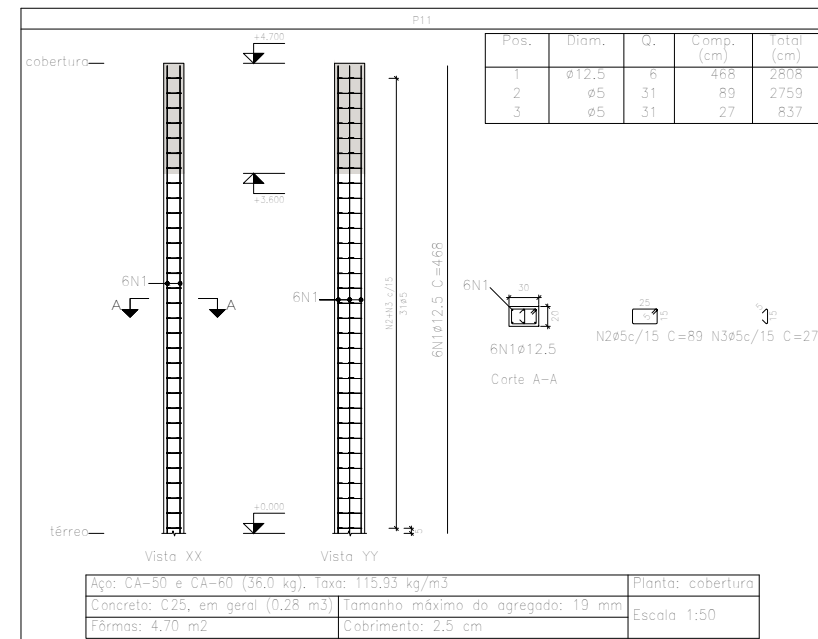 P11
Pos. Diam. Q. Comp. (cm) Total (cm)
1 ø12.5 6 468 2808
2 ø5 31 89 2759
3 ø5 31 27 837
+4.700
cobertura
+3.600
6N1
A A
6N1
N2+N3 c/15
31ø5
6N1ø12.5 C=468
6N1
30
20
6N1ø12.5
Corte A-A
25
5
15
N2ø5c/15 C=89
5
15
N3ø5c/15 C=27
+0.000
térreo
5
Vista XX
Vista YY
Aço: CA-50 e CA-60 (36.0 kg). Taxa: 115.93 kg/m3
Planta: cobertura
Concreto: C25, em geral (0.28 m3)
Tamanho máximo do agregado: 19 mm
Escala 1:50
Fôrmas: 4.70 m2
Cobrimento: 2.5 cm